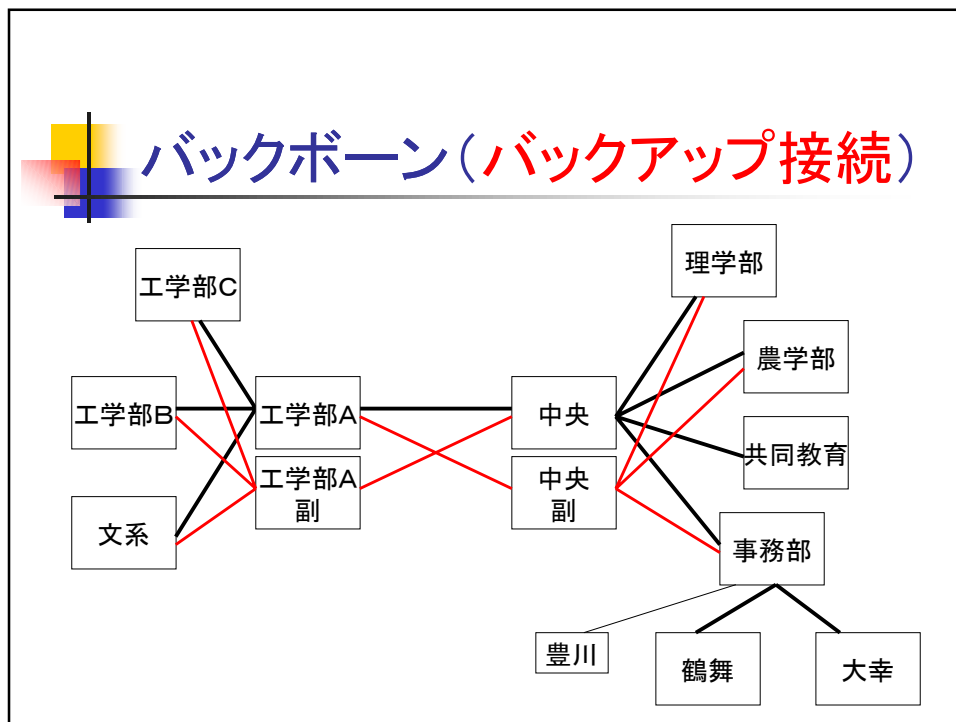 バックボーン（バックアップ接続）
理学部
工学部Ｃ
農学部
工学部Ｂ
工学部Ａ
中央
共同教育
工学部Ａ
副
中央
副
文系
事務部
豊川
鶴舞
大幸